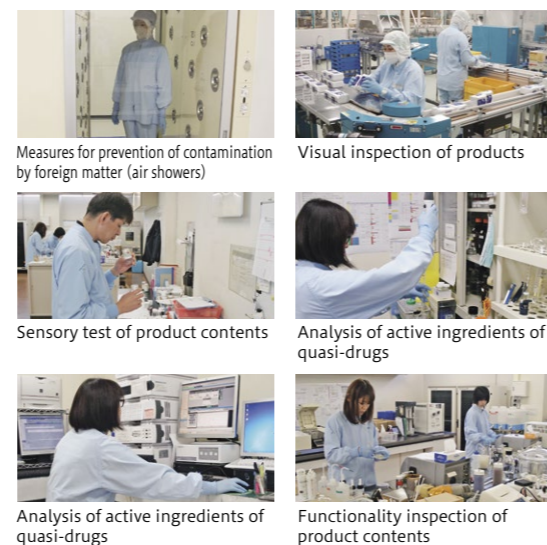 Measures for prevention of contamination
by foreign matter (air showers)
Visual inspection of products
Sensory test of product contents
Analysis of active ingredients of
quasi-drugs
Analysis of active ingredients of
quasi-drugs
Functionality inspection of
product contents